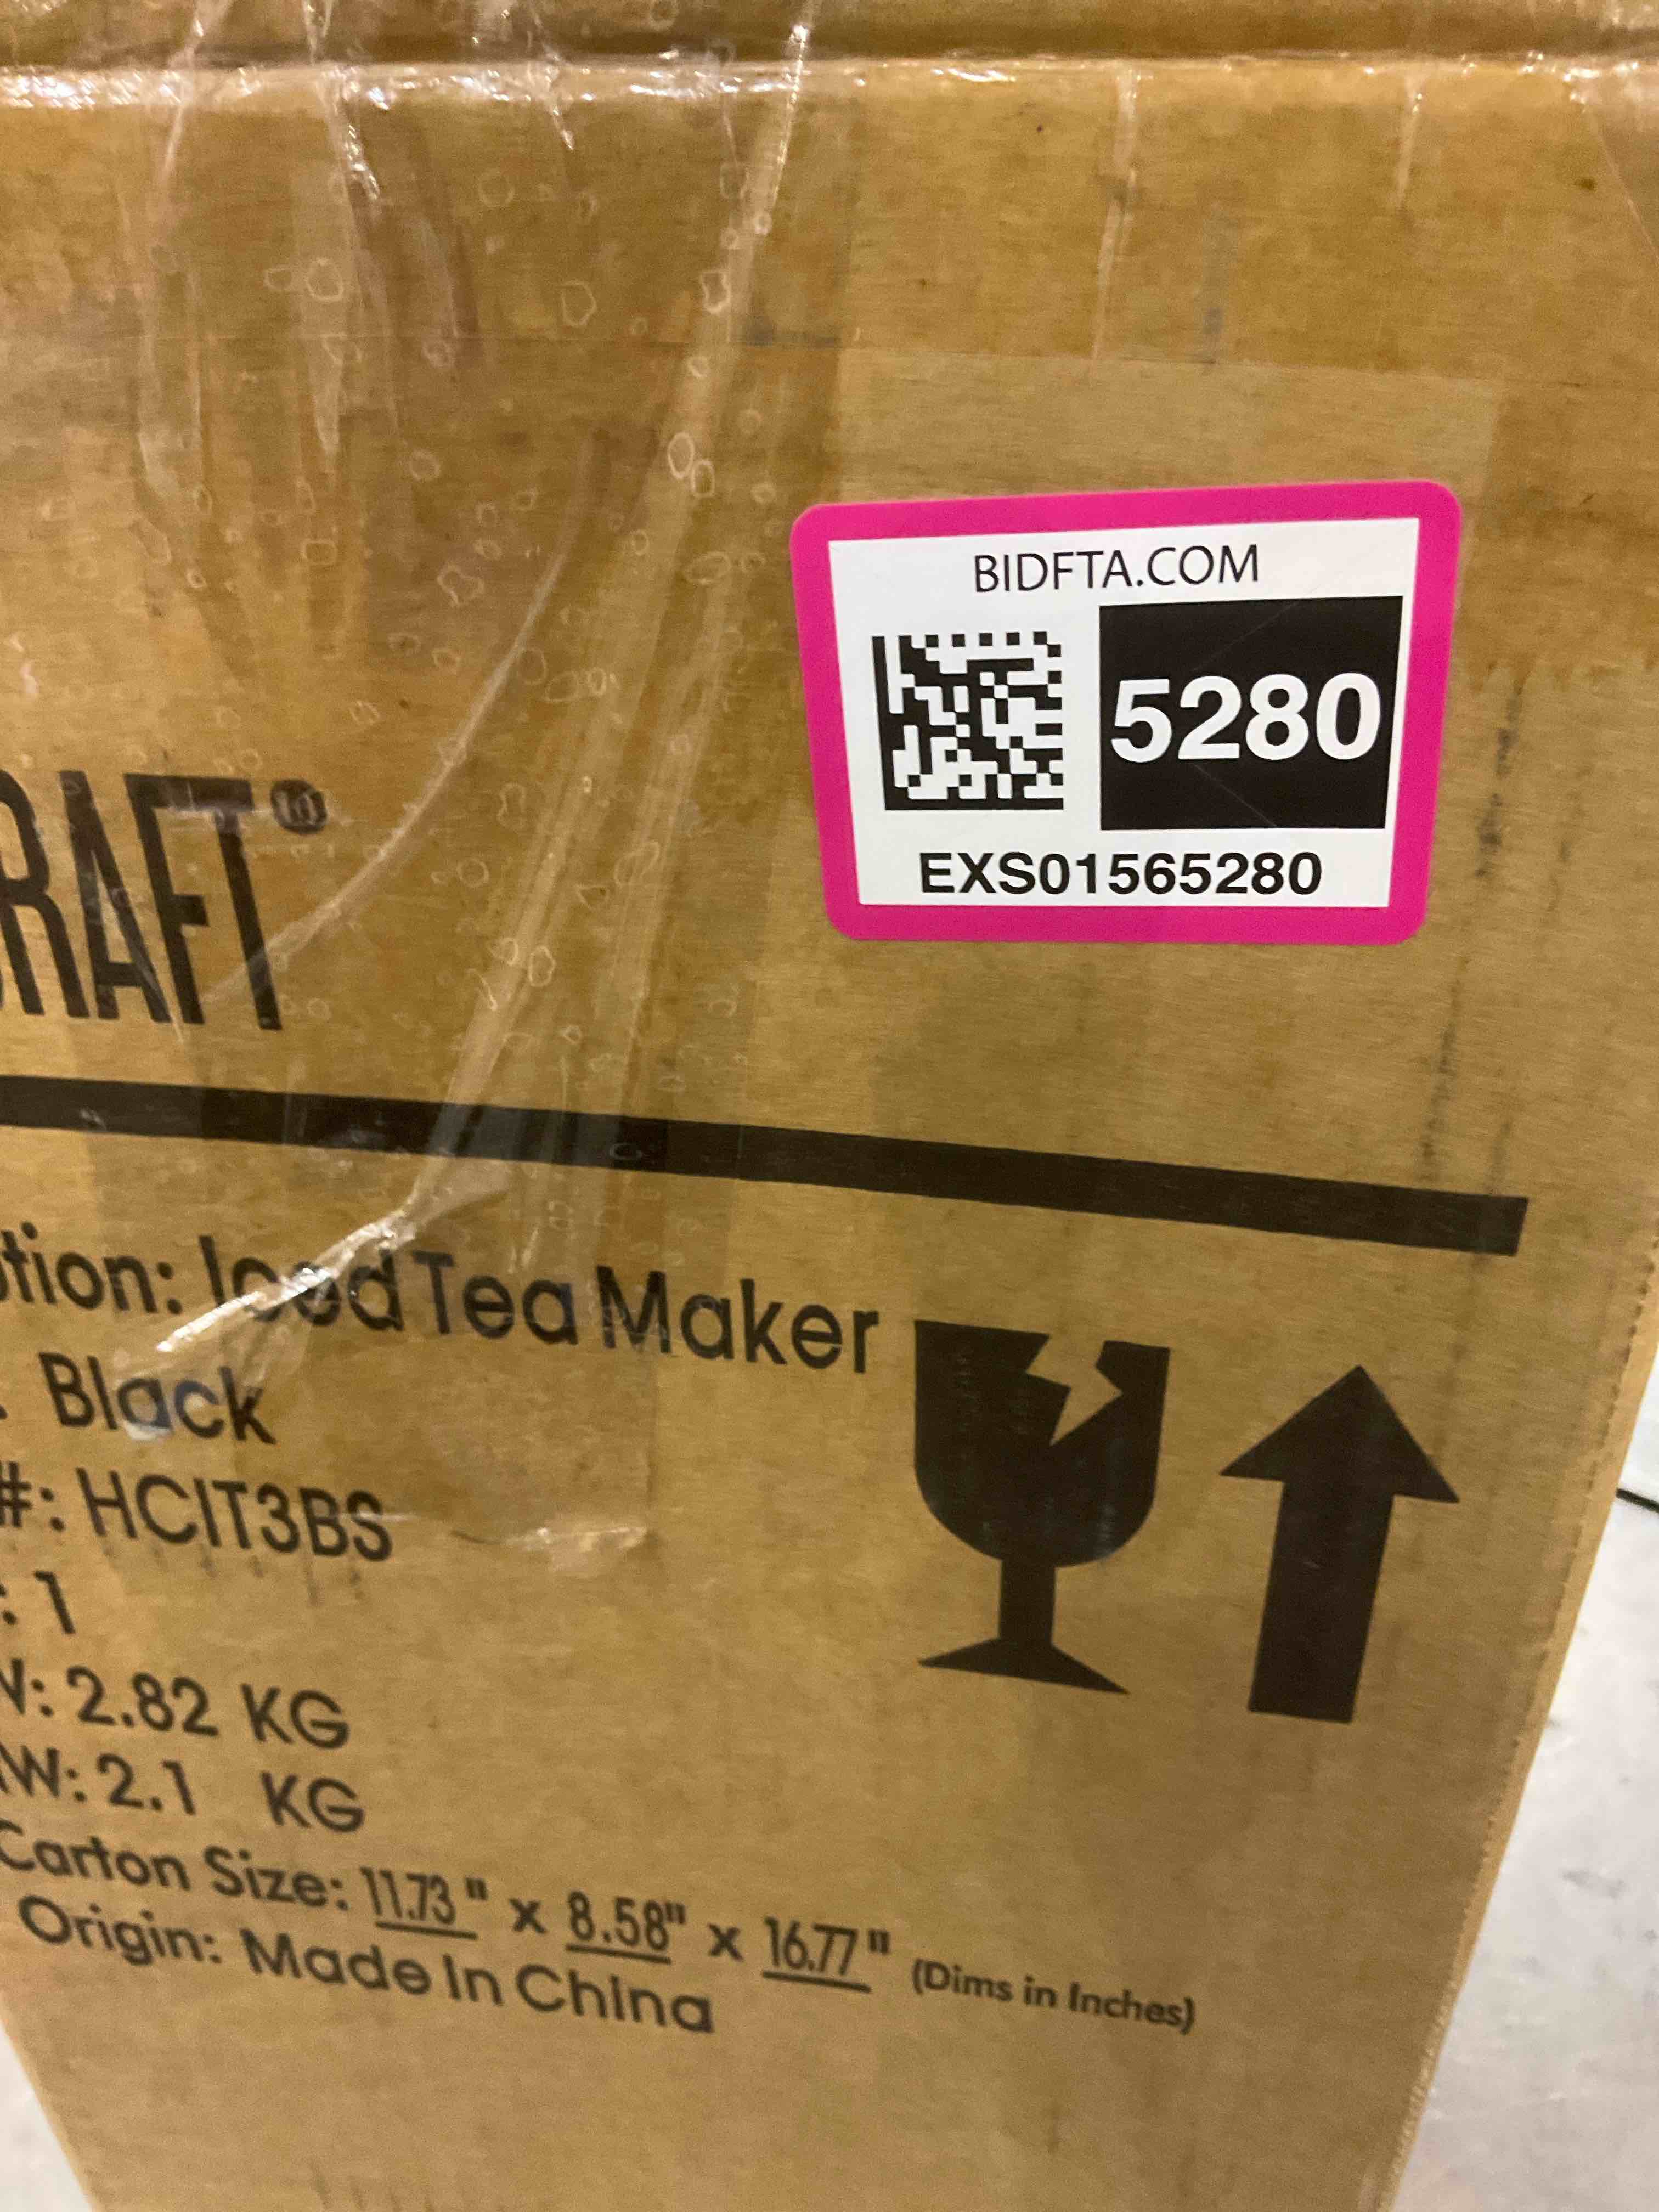 BIDFTA.COM
5280
EXS01565280
RAFT®
tion: Iced Tea Maker
Black
#: HCIT3BS
: 1
W: 2.82 KG
NW: 2.1 KG
Carton Size: 11.73" x 8.58" x 16.77" (Dims in Inches)
Origin: Made In China